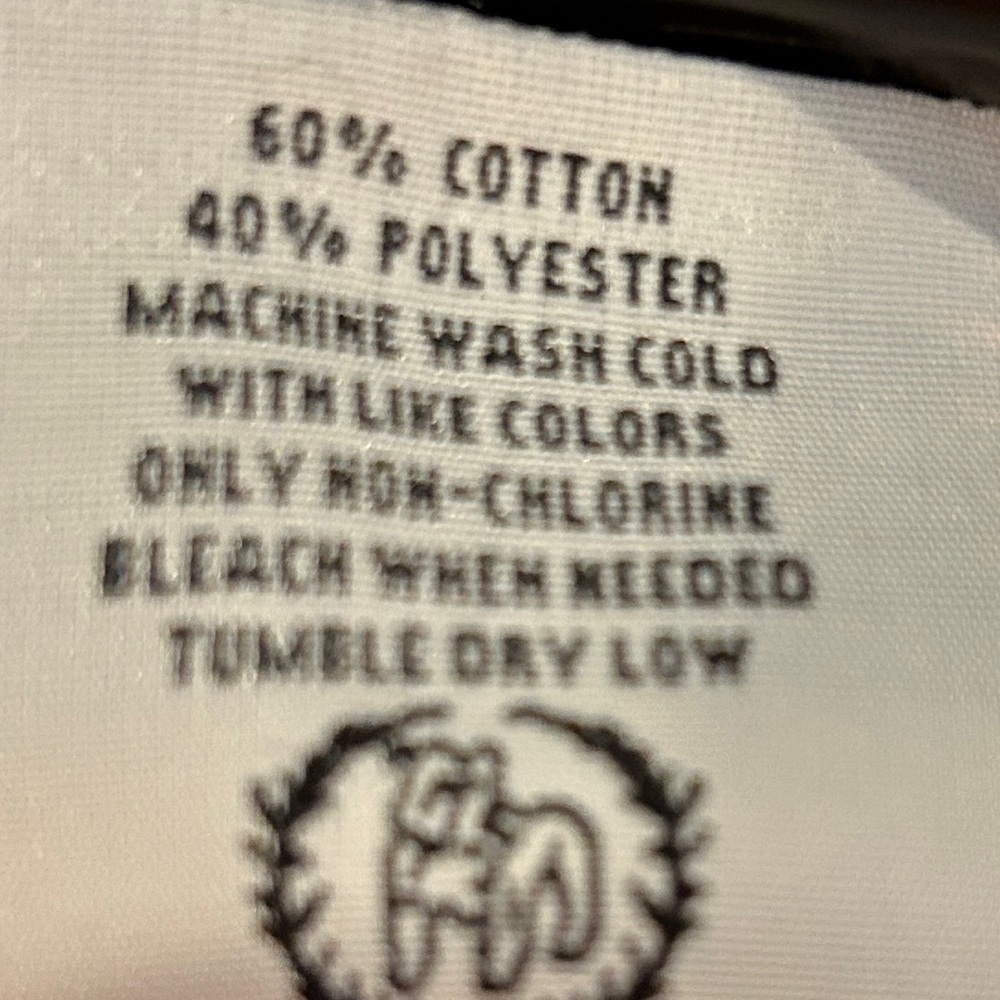 60% COTTON
40% POLYESTER
MACHINE WASH COLD
WITH LIKE COLORS
ONLY NON-CHLORINE
BLEACH WHEN NEEDED
TUMBLE DRY LOW